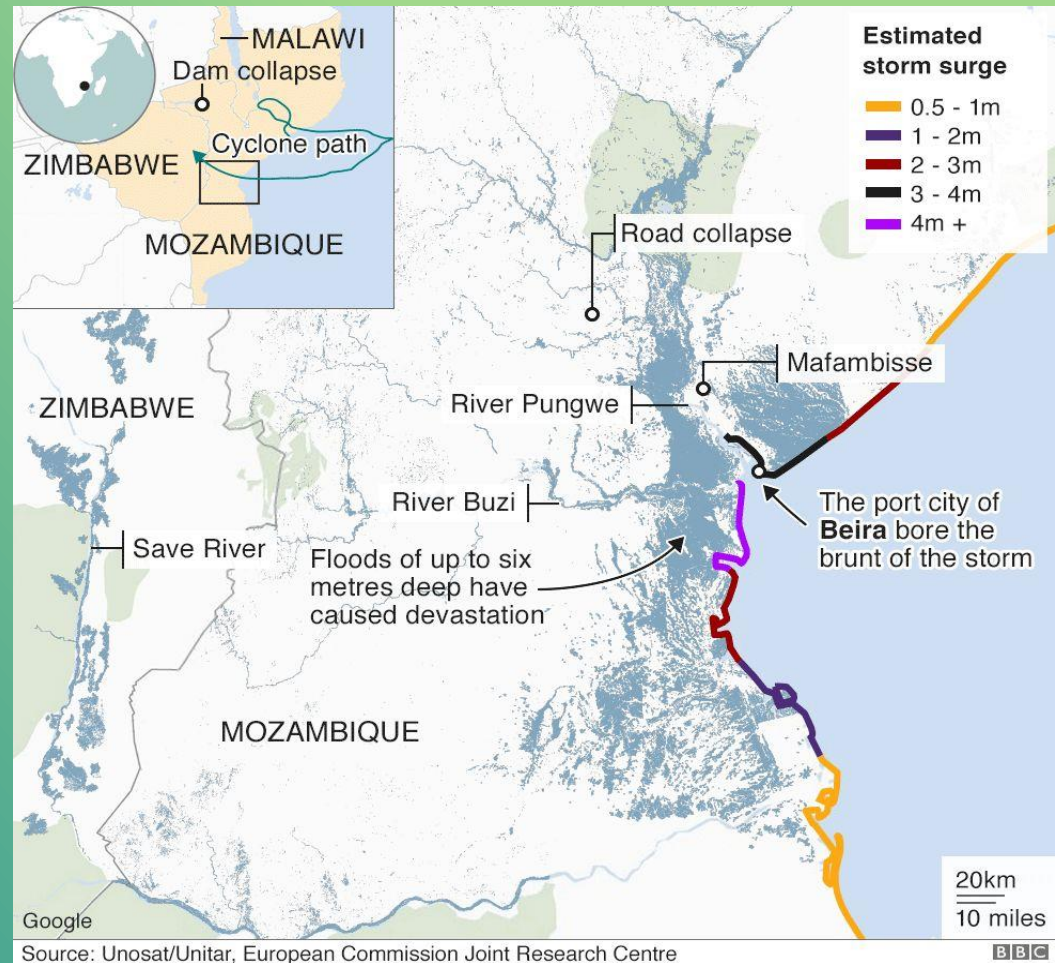 MALAWI
Dam collapse
Cyclone path
ZIMBABWE
MOZAMBIQUE
Estimated
storm surge
0.5 - 1m
1 - 2m
2 - 3m
3 - 4m
4m +
Road collapse
Mafambisse
River Pungwe
ZIMBABWE
River Buzi
The port city of
Beira bore the
brunt of the storm
Save River
Floods of up to six
metres deep have
caused devastation
MOZAMBIQUE
20km
10 miles
Google
Source: Unosat/Unitar, European Commission Joint Research Centre
BBC